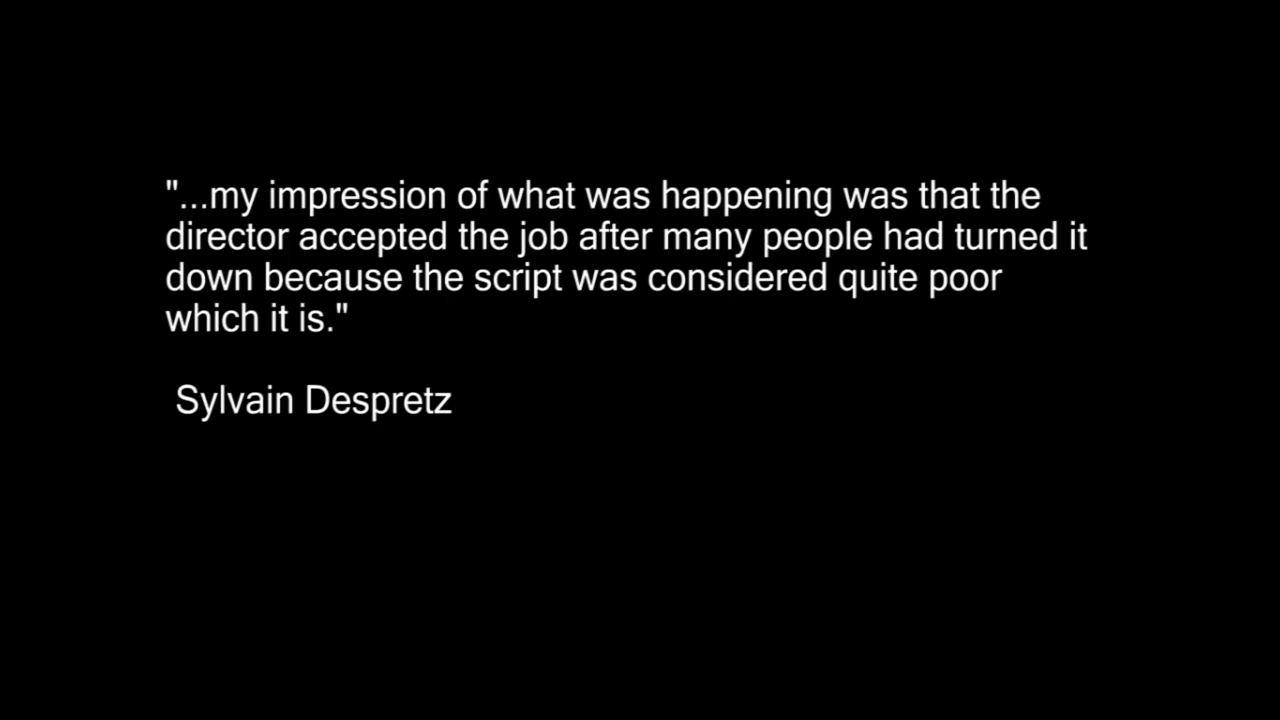 "...my impression of what was happening was that the
director accepted the job after many people had turned it
down because the script was considered quite poor
which it is."
Sylvain Despretz